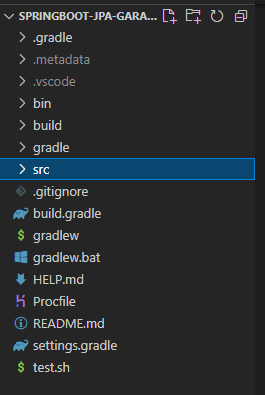 SPRINGBOOT-JPA-GARA...
.gradle
.metadata
.vscode
bin
build
gradle
src
.gitignore
build.gradle
gradlew
gradlew.bat
HELP.md
Procfile
README.md
settings.gradle
test.sh